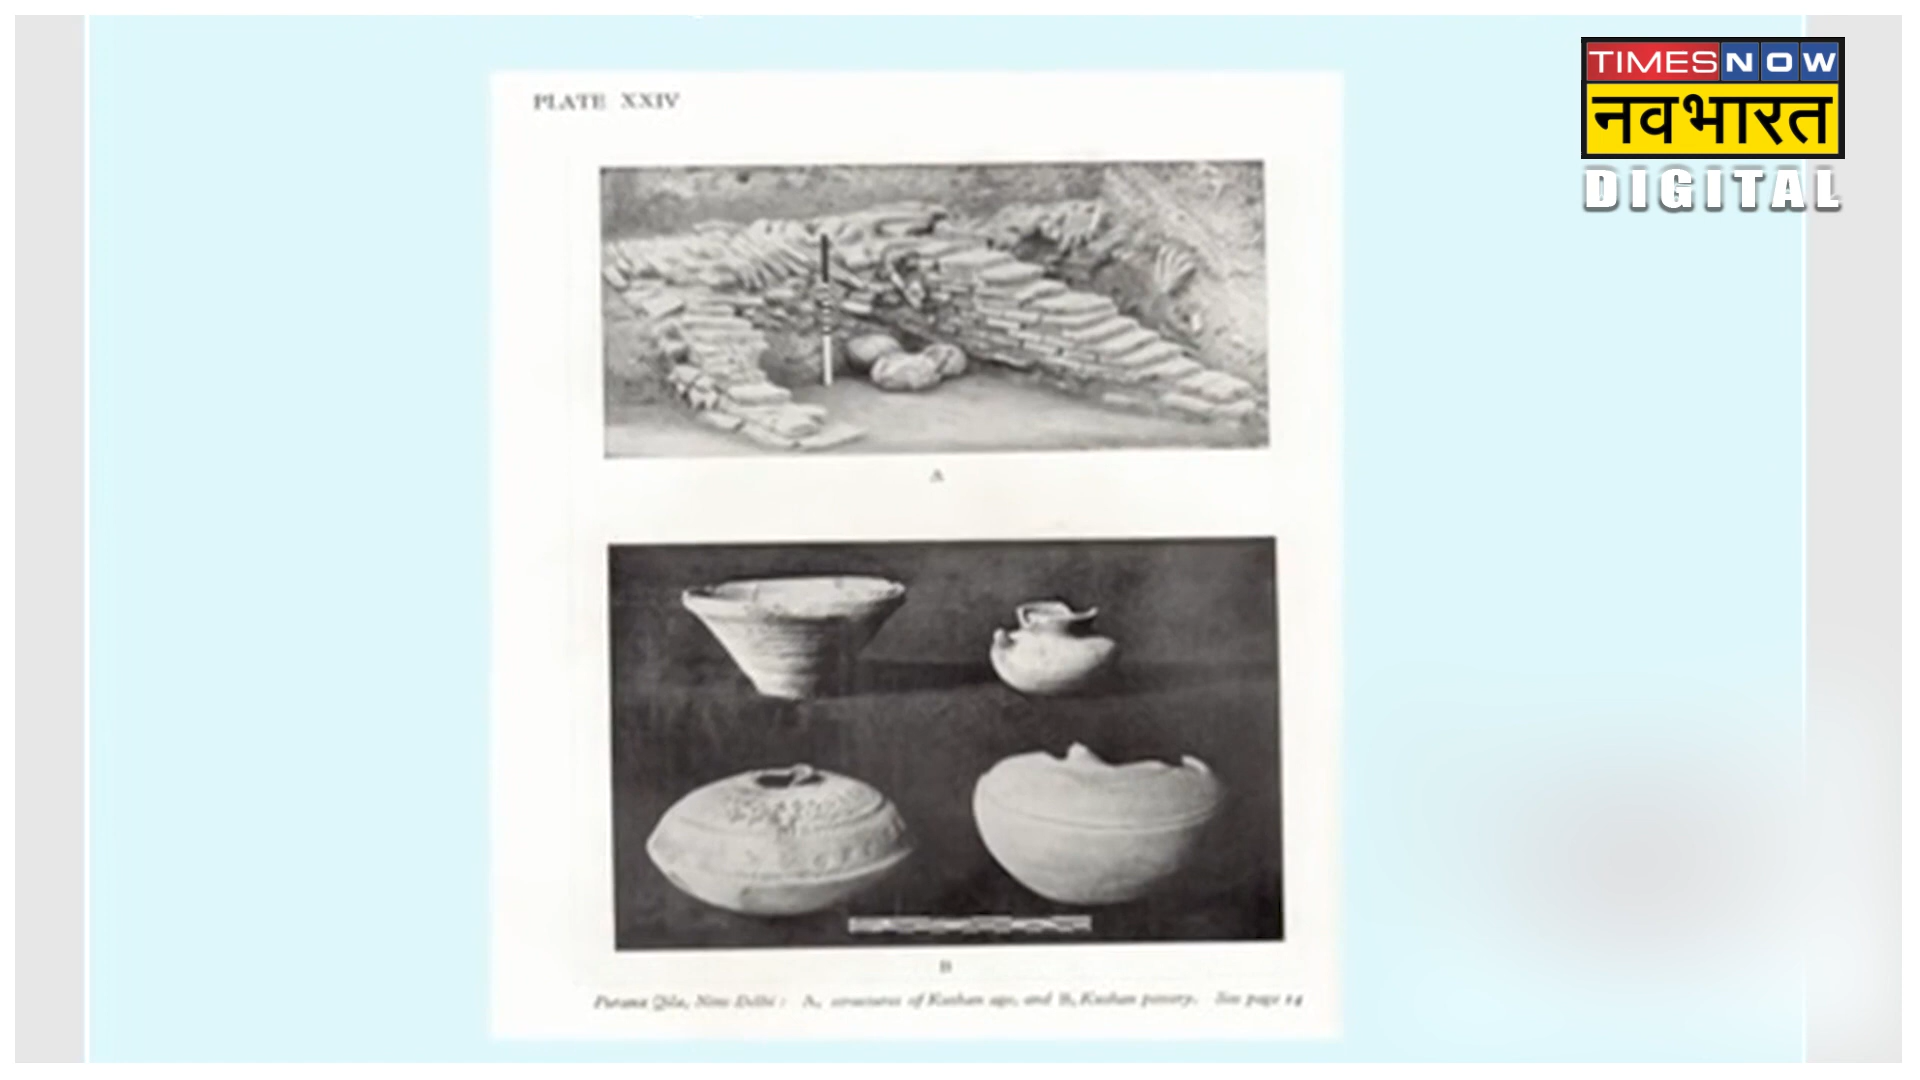 TIMES NOW
नवभारत
DIGITAL
PLATE XXIV
A
B
Purana Qila, New Delhi : A, structures of Kushan age, and B, Kushan pottery. See page 14